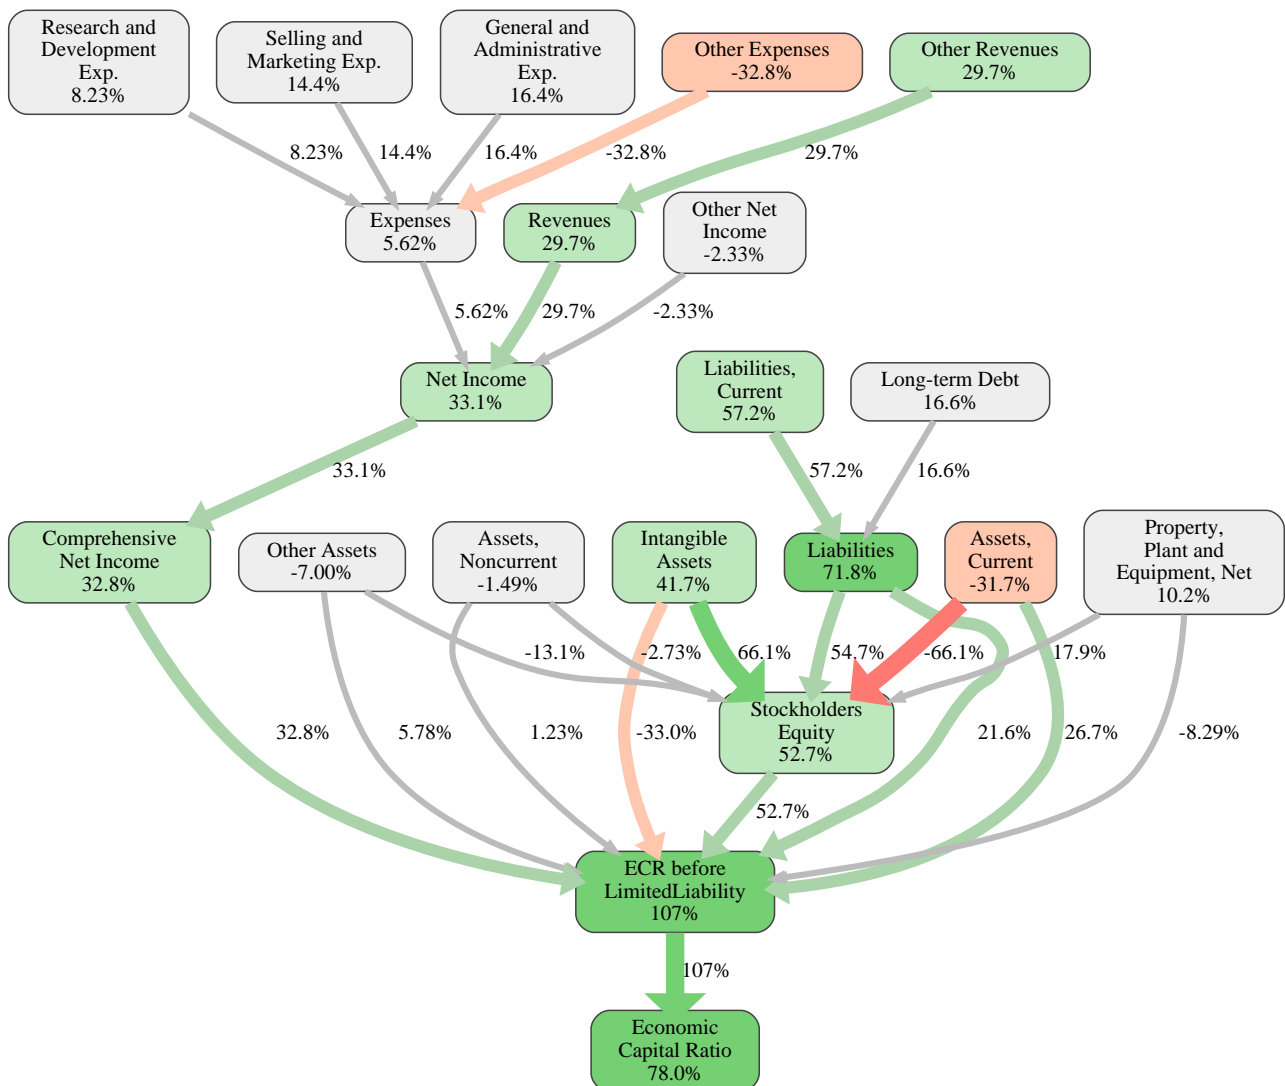 Research and
Development
Exp.
8.23%
Selling and
Marketing Exp.
14.4%
General and
Administrative
Exp.
16.4%
Other Expenses
-32.8%
Other Revenues
29.7%
8.23%
14.4%
16.4%
-32.8%
29.7%
Expenses
5.62%
Revenues
29.7%
Other Net
Income
-2.33%
5.62%
29.7%
-2.33%
Net Income
33.1%
Liabilities,
Current
57.2%
Long-term Debt
16.6%
33.1%
57.2%
16.6%
Comprehensive
Net Income
32.8%
Other Assets
-7.00%
Assets,
Noncurrent
-1.49%
Intangible
Assets
41.7%
Liabilities
71.8%
Assets,
Current
-31.7%
Property,
Plant and
Equipment, Net
10.2%
-13.1%
-2.73%
66.1%
54.7%
-66.1%
17.9%
Stockholders
Equity
52.7%
32.8%
5.78%
1.23%
-33.0%
21.6%
26.7%
-8.29%
52.7%
ECR before
LimitedLiability
107%
107%
Economic
Capital Ratio
78.0%